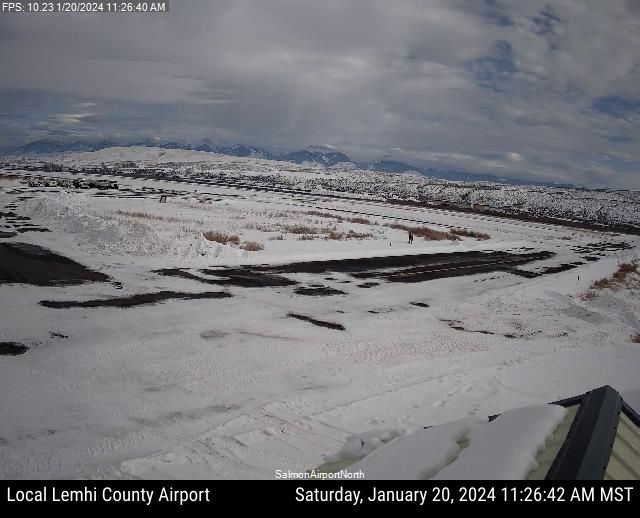 FPS: 10.23 1/20/2024 11:26:40 AM
SalmonAirportNorth
Local Lemhi County Airport
Saturday, January 20, 2024 11:26:42 AM MST